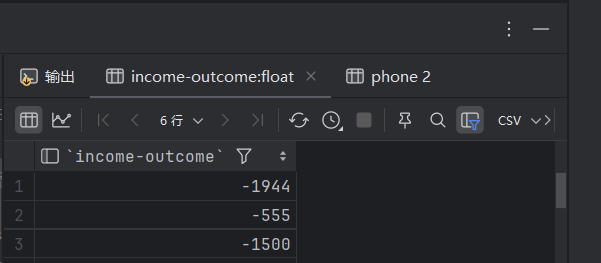 输出 income-outcome:float phone 2
6 行 CSV
`income-outcome`
1 -1944
2 -555
3 -1500